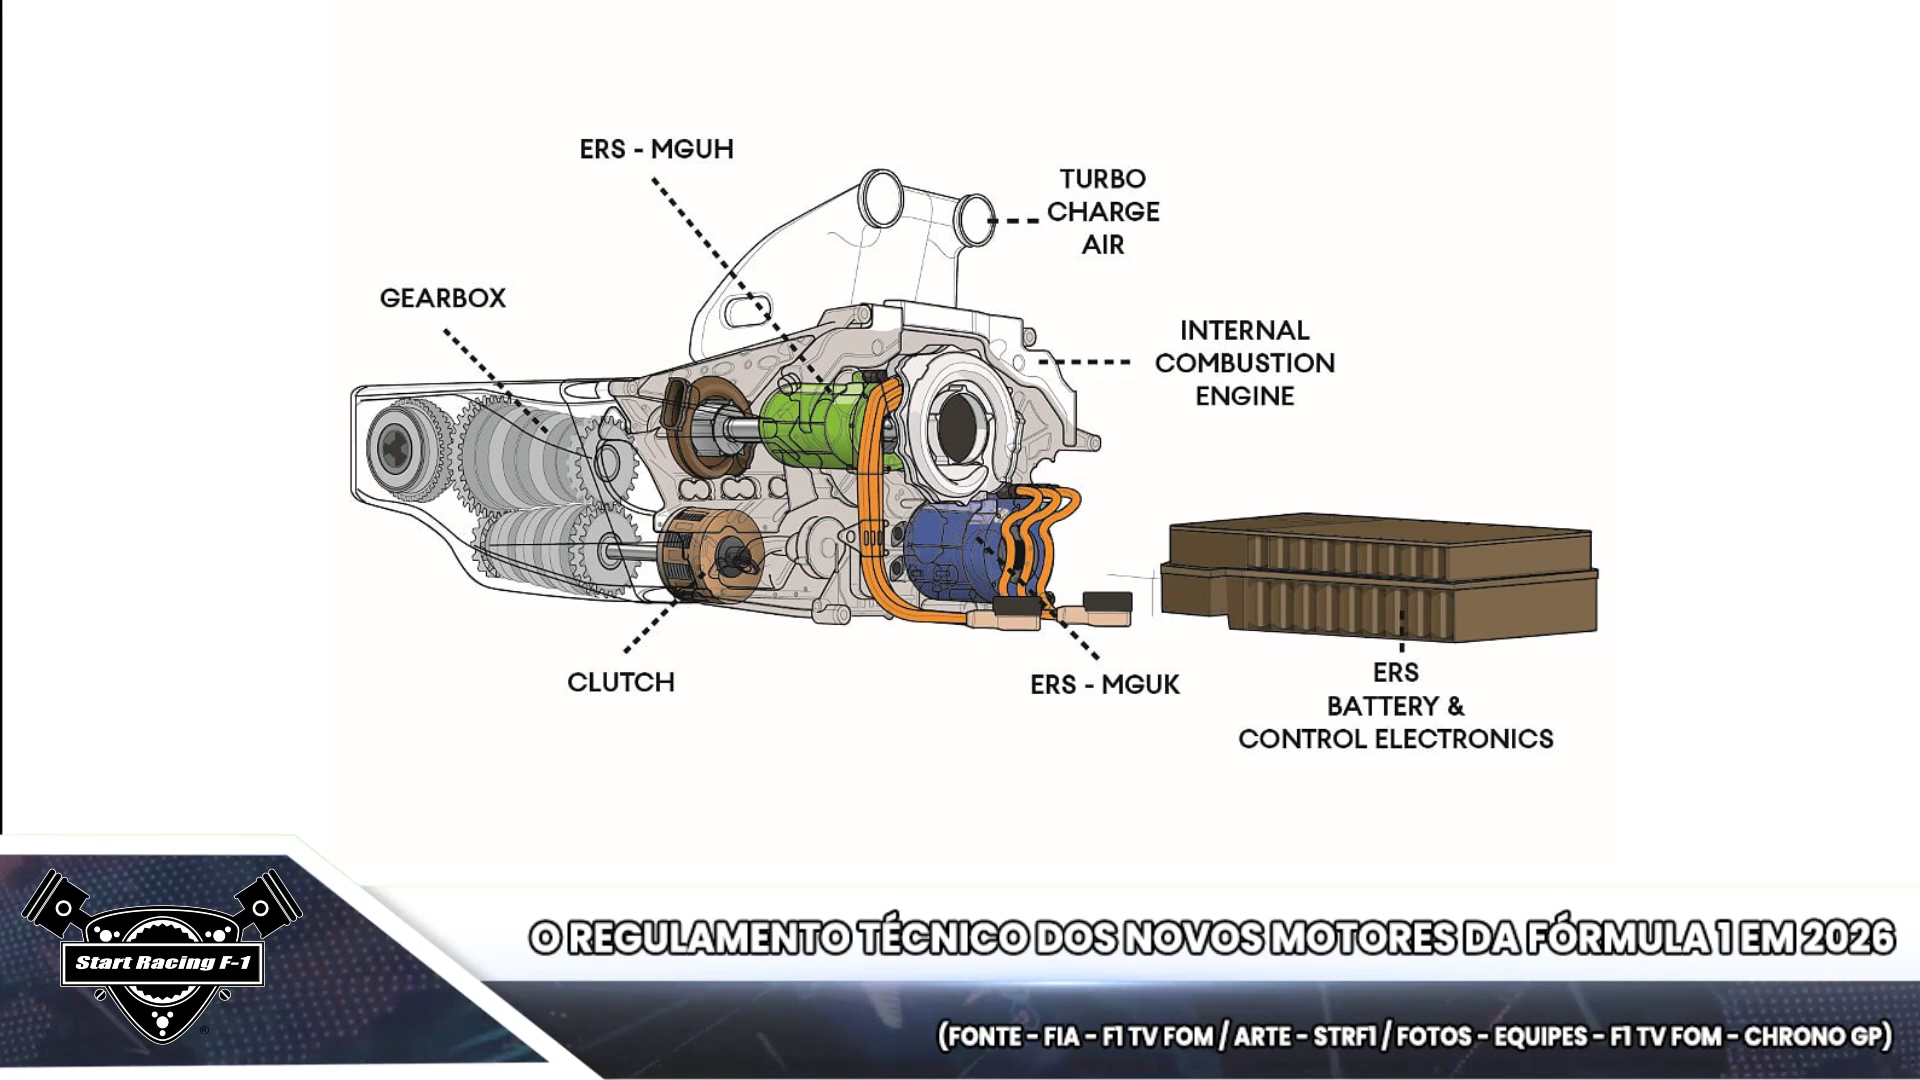 ERS - MGUH
TURBO
CHARGE
AIR
GEARBOX
INTERNAL
COMBUSTION
ENGINE
CLUTCH
ERS - MGUK
ERS
BATTERY &
CONTROL ELECTRONICS
Start Racing F-1
®
O REGULAMENTO TÉCNICO DOS NOVOS MOTORES DA FÓRMULA 1 EM 2026
(FONTE - FIA - F1 TV FOM / ARTE - STRF1 / FOTOS - EQUIPES - F1 TV FOM - CHRONO GP)